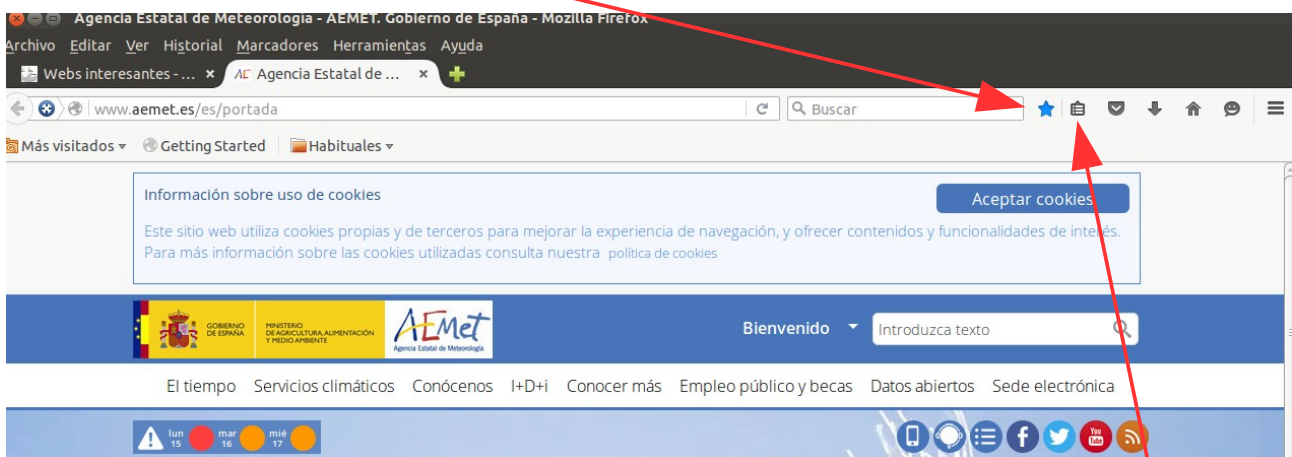 Agencia Estatal de Meteorología - AEMET. Gobierno de España - Mozilla Firefox
Archivo Editar Ver Historial Marcadores Herramientas Ayuda
Webs interesantes - ... × AE Agencia Estatal de ... ×
www.aemet.es/es/portada Buscar
Más visitados Getting Started Habituales
Información sobre uso de cookies
Aceptar cookies
Este sitio web utiliza cookies propias y de terceros para mejorar la experiencia de navegación, y ofrecer contenidos y funcionalidades de interés.
Para más información sobre las cookies utilizadas consulta nuestra política de cookies
GOBIERNO DE ESPAÑA
MINISTERIO
DE AGRICULTURA, ALIMENTACIÓN
Y MEDIO AMBIENTE
AEMet
Agencia Estatal de Meteorología
Bienvenido Introduzca texto
El tiempo Servicios climáticos Conócenos I+D+i Conocer más Empleo público y becas Datos abiertos Sede electrónica
lun 15 mar 16 mié 17
You Tube